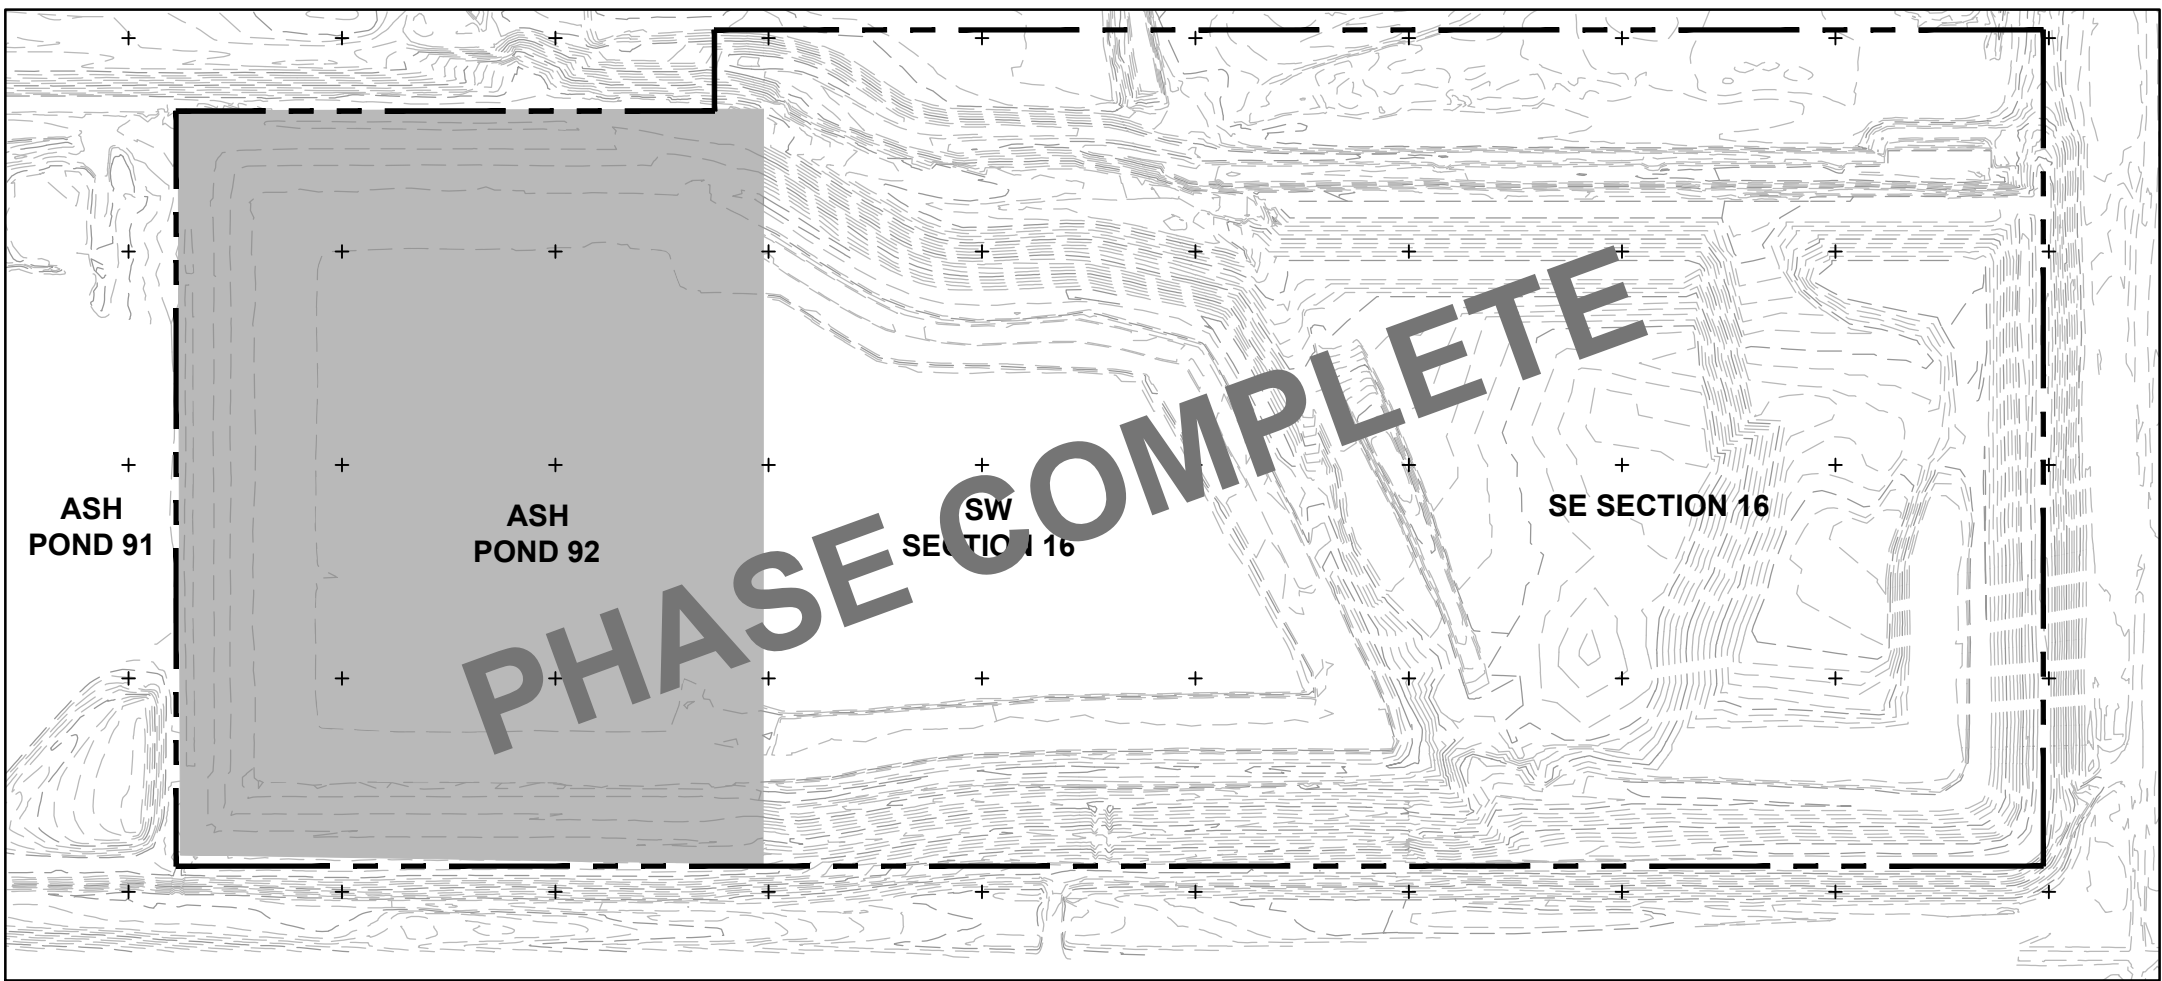 ASH
POND 91
ASH
POND 92
SW
SECTION 16
SE SECTION 16
PHASE COMPLETE